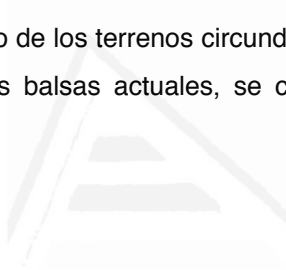 o de los terrenos circund
s balsas actuales, se c